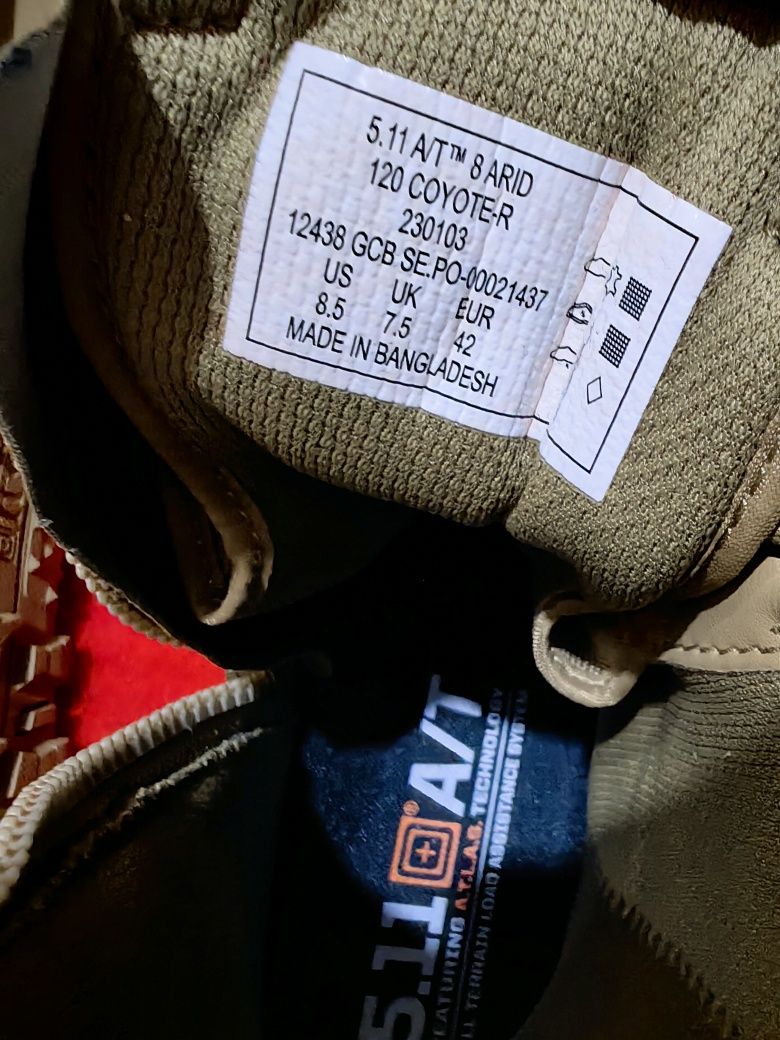 5.11 A/T™ 8 ARID
120 COYOTE-R
230103
12438 GCB SE.PO-00021437
US UK EUR
8.5 7.5 42
MADE IN BANGLADESH
5.11® A/T
FEATURING A.T.L.A.S. TECHNOLOGY
ALL TERRAIN LOAD ASSISTANCE SYSTEM